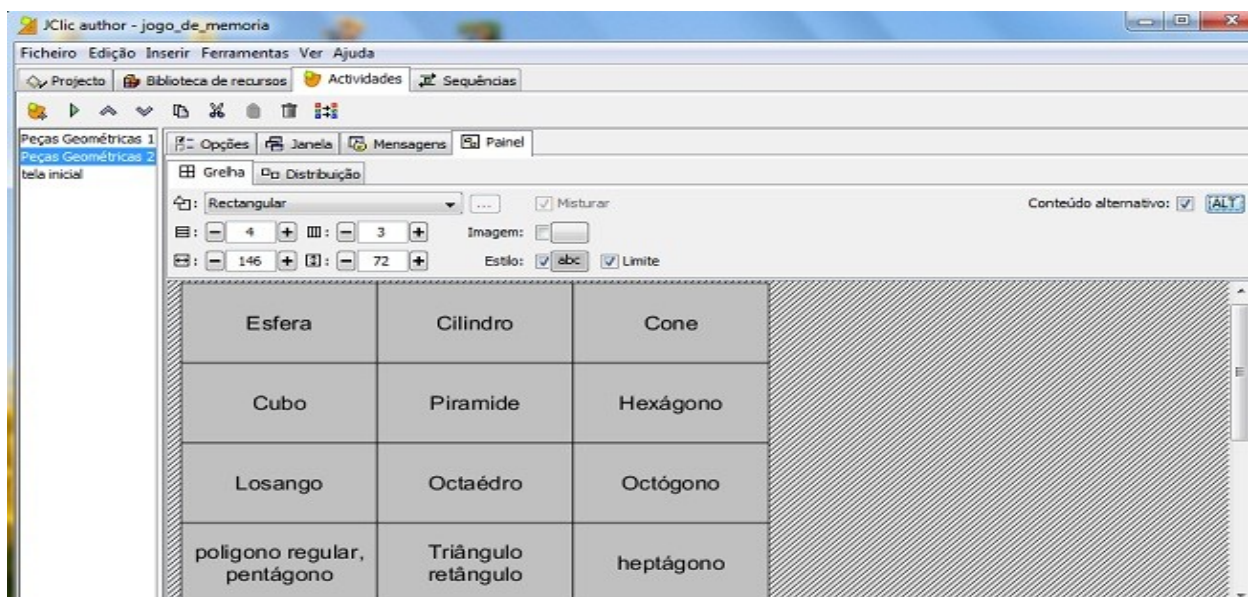 JClic author - jogo_de_memoria
Ficheiro Edição Inserir Ferramentas Ver Ajuda
Projecto Biblioteca de recursos Actividades Sequências
Peças Geométricas 1
Peças Geométricas 2
tela inicial
Opções Janela Mensagens Painel
Grelha Distribuição
Rectangular ... Misturar Conteúdo alternativo: ALT
4 3 Imagem:
146 72 Estilo: abc Limite
Esfera Cilindro Cone
Cubo Piramide Hexágono
Losango Octaédro Octógono
poligono regular, pentágono Triângulo retângulo heptágono